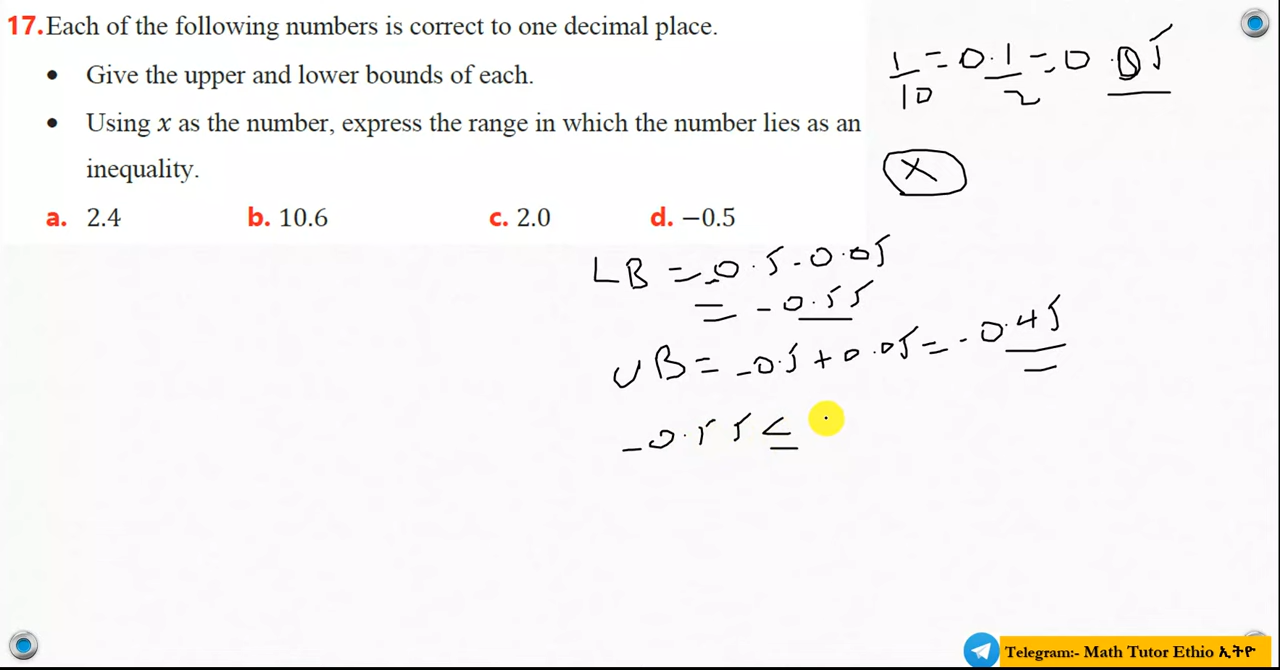 17. Each of the following numbers is correct to one decimal place.
• Give the upper and lower bounds of each.
• Using x as the number, express the range in which the number lies as an
inequality.
a. 2.4 b. 10.6 c. 2.0 d. −0.5
1/10 = 0.1/2 = 0.05
x
LB = -0.5 - 0.05
= -0.55
UB = -0.5 + 0.05 = -0.45
-0.55 ≤
Telegram:- Math Tutor Ethio ኢትዮ